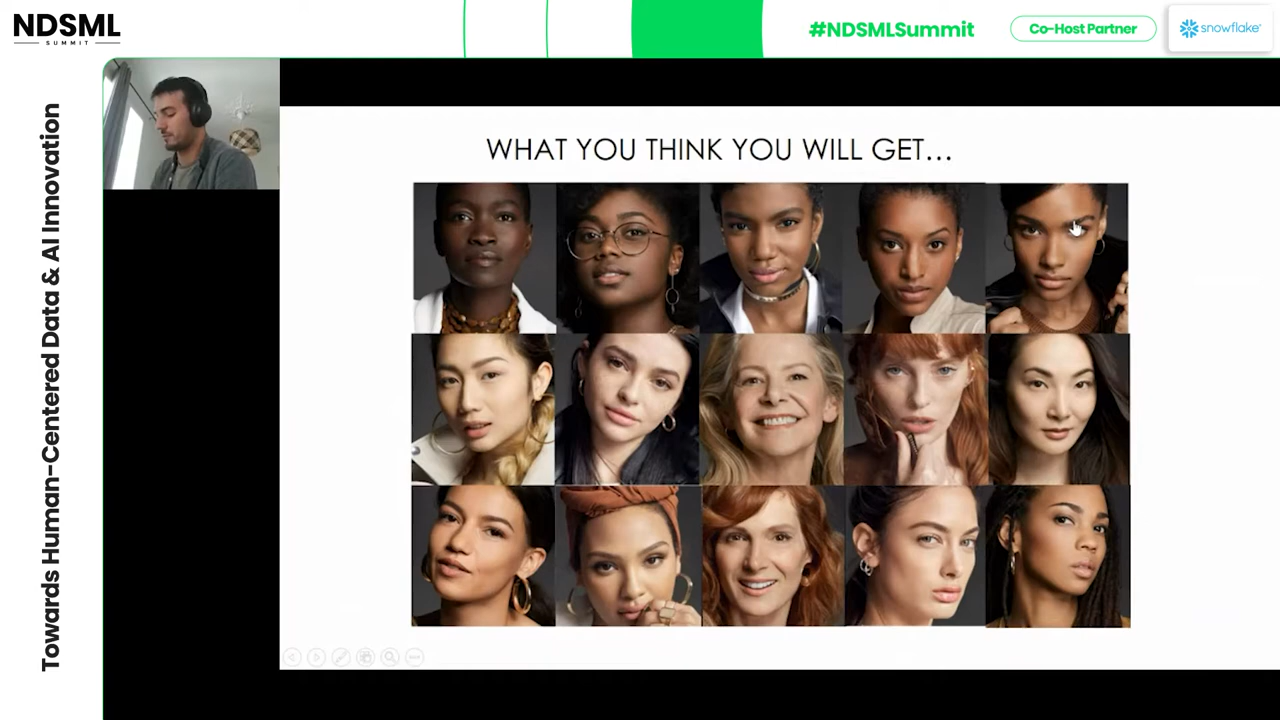 NDSML
SUMMIT
#NDSMLSummit
Co-Host Partner
snowflake
Towards Human-Centered Data & AI Innovation
WHAT YOU THINK YOU WILL GET...